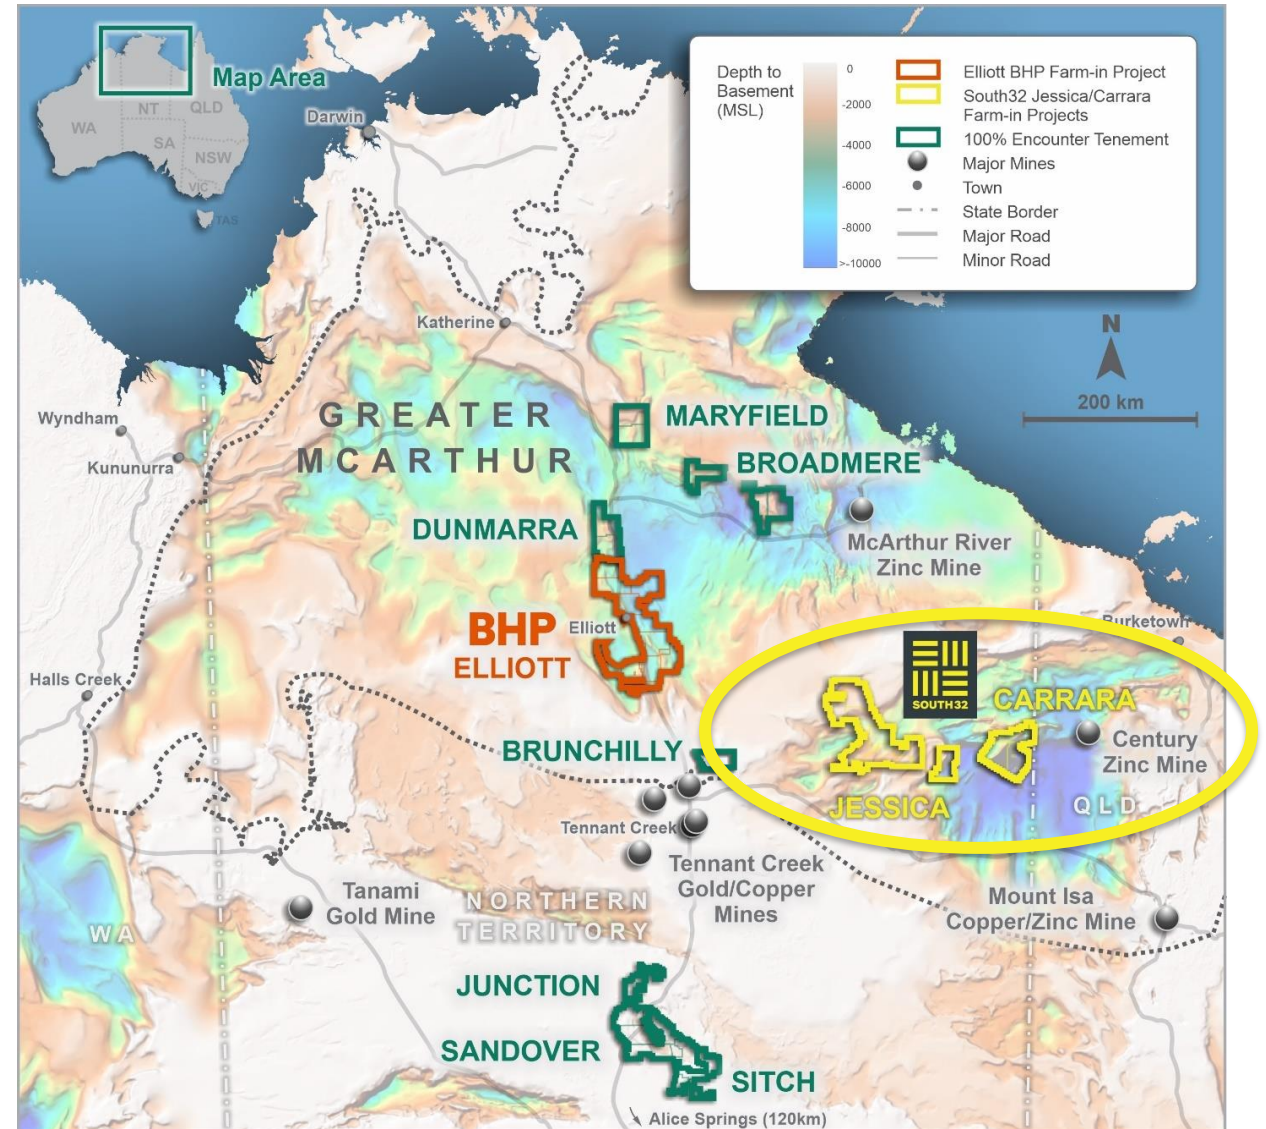 Map Area
NT
QLD
WA
SA
NSW
VIC
TAS
Darwin
Depth to
Basement
(MSL)
0
-2000
-4000
-6000
-8000
>-10000
Elliott BHP Farm-in Project
South32 Jessica/Carrara
Farm-in Projects
100% Encounter Tenement
Major Mines
Town
State Border
Major Road
Minor Road
N
200 km
Katherine
Wyndham
Kununurra
GREATER
MCARTHUR
MARYFIELD
BROADMERE
DUNMARRA
McArthur River
Zinc Mine
BHP
ELLIOTT
Elliott
Burketown
Halls Creek
SOUTH32
CARRARA
Century
Zinc Mine
BRUNCHILLY
JESSICA
QLD
Tennant Creek
Tennant Creek
Gold/Copper
Mines
Tanami
Gold Mine
NORTHERN
TERRITORY
Mount Isa
Copper/Zinc Mine
WA
JUNCTION
SANDOVER
SITCH
Alice Springs (120km)